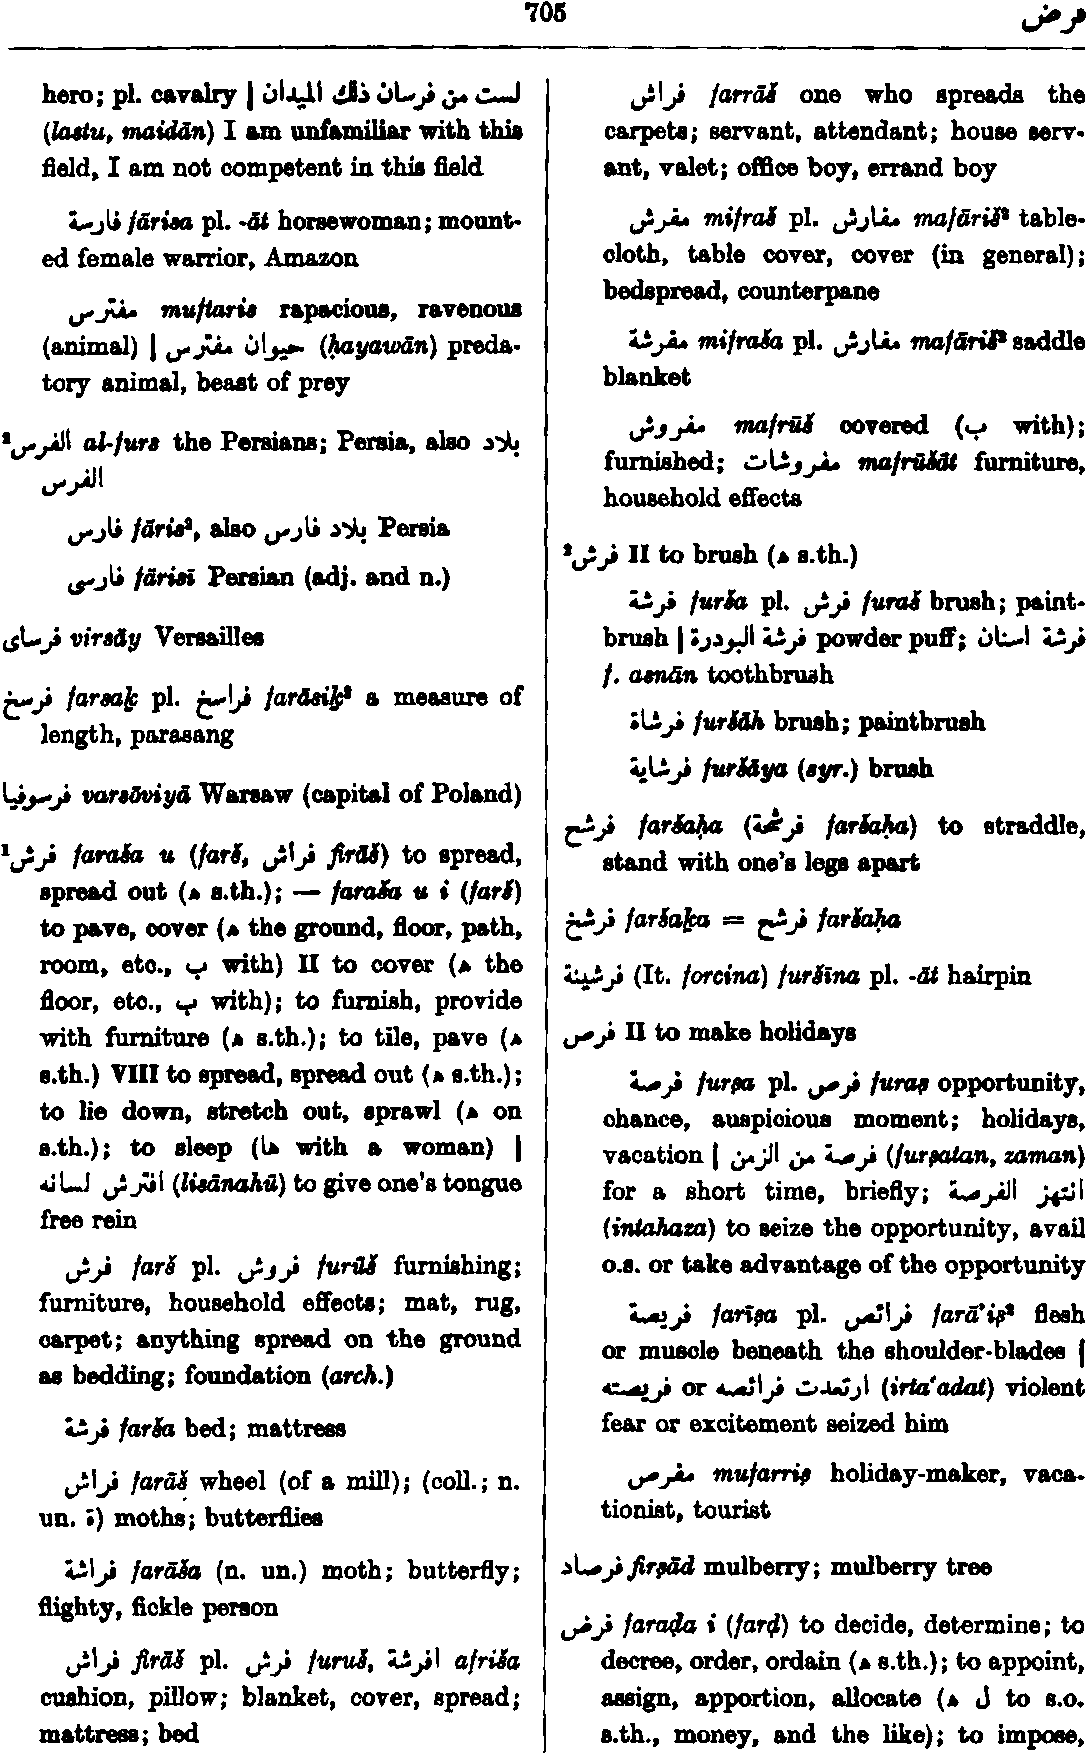 705
فرض
hero; pl. cavalry | لست من فرسان ذلك الميدان
(lastu, maidān) I am unfamiliar with this
field, I am not competent in this field
فارسة fārisa pl. -āt horsewoman; mount-
ed female warrior, Amazon
مفترس muftaris rapacious, ravenous
(animal) | حيوان مفترس (ḥayawān) preda-
tory animal, beast of prey
الفرس² al-furs the Persians; Persia, also بلاد
الفرس
فارس fāris², also بلاد فارس Persia
فارسى fārisī Persian (adj. and n.)
فرساى virsāy Versailles
فرسخ farsaḵ pl. فراسخ farāsiḵ² a measure of
length, parasang
فرسوفيا varsōviyā Warsaw (capital of Poland)
فرش¹ faraša u (farš, فراش firāš) to spread,
spread out (ه s.th.); — faraša u i (farš)
to pave, cover (ه the ground, floor, path,
room, etc., ب with) II to cover (ه the
floor, etc., ب with); to furnish, provide
with furniture (ه s.th.); to tile, pave (ه
s.th.) VIII to spread, spread out (ه s.th.);
to lie down, stretch out, sprawl (ه on
s.th.); to sleep (ها with a woman) |
افترش لسانه (lisānahū) to give one's tongue
free rein
فرش farš pl. فروش furūš furnishing;
furniture, household effects; mat, rug,
carpet; anything spread on the ground
as bedding; foundation (arch.)
فرشة farša bed; mattress
فراش farāš wheel (of a mill); (coll.; n.
un. ة) moths; butterflies
فراشة farāša (n. un.) moth; butterfly;
flighty, fickle person
فراش firāš pl. فرش furuš, افرشة afriša
cushion, pillow; blanket, cover, spread;
mattress; bed
فراش farrāš one who spreads the
carpets; servant, attendant; house serv-
ant, valet; office boy, errand boy
مفرش mifraš pl. مفارش mafāriš² table-
cloth, table cover, cover (in general);
bedspread, counterpane
مفرشة mifraša pl. مفارش mafāriš² saddle
blanket
مفروش mafrūš covered (ب with);
furnished; مفروشات mafrūšāt furniture,
household effects
فرش² II to brush (ه s.th.)
فرشة furša pl. فرش furaš brush; paint-
brush | فرشة البودرة powder puff; فرشة اسنان
f. asnān toothbrush
فرشاة furšāh brush; paintbrush
فرشاية furšāya (syr.) brush
فرشح faršaḥa (فرشحة faršaḥa) to straddle,
stand with one's legs apart
فرشخ faršaḵa = فرشح faršaḥa
فرشينة (It. forcina) furšīna pl. -āt hairpin
فرص II to make holidays
فرصة furṣa pl. فرص furaṣ opportunity,
chance, auspicious moment; holidays,
vacation | فرصة من الزمن (furṣatan, zaman)
for a short time, briefly; انتهز الفرصة
(intahaza) to seize the opportunity, avail
o.s. or take advantage of the opportunity
فريصة farīṣa pl. فرائص farā'iṣ² flesh
or muscle beneath the shoulder-blades |
ارتعدت فرائصه or فريصته (irta'adat) violent
fear or excitement seized him
مفرص mufarriṣ holiday-maker, vaca-
tionist, tourist
فرصاد firṣād mulberry; mulberry tree
فرض faraḍa i (farḍ) to decide, determine; to
decree, order, ordain (ه s.th.); to appoint,
assign, apportion, allocate (ه ل to s.o.
s.th., money, and the like); to impose,